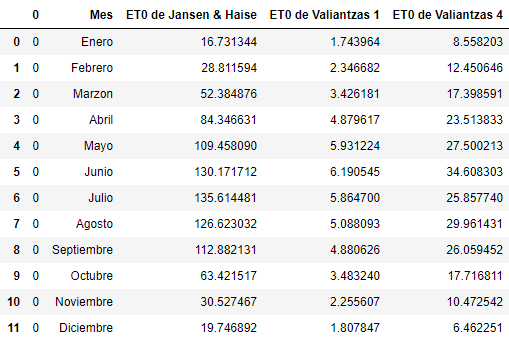 0 Mes ET0 de Jansen & Haise ET0 de Valiantzas 1 ET0 de Valiantzas 4
0 0 Enero 16.731344 1.743964 8.558203
1 0 Febrero 28.811594 2.346682 12.450646
2 0 Marzon 52.384876 3.426181 17.398591
3 0 Abril 84.346631 4.879617 23.513833
4 0 Mayo 109.458090 5.931224 27.500213
5 0 Junio 130.171712 6.190545 34.608303
6 0 Julio 135.614481 5.864700 25.857740
7 0 Agosto 126.623032 5.088093 29.961431
8 0 Septiembre 112.882131 4.880626 26.059452
9 0 Octubre 63.421517 3.483240 17.716811
10 0 Noviembre 30.527467 2.255607 10.472542
11 0 Diciembre 19.746892 1.807847 6.462251